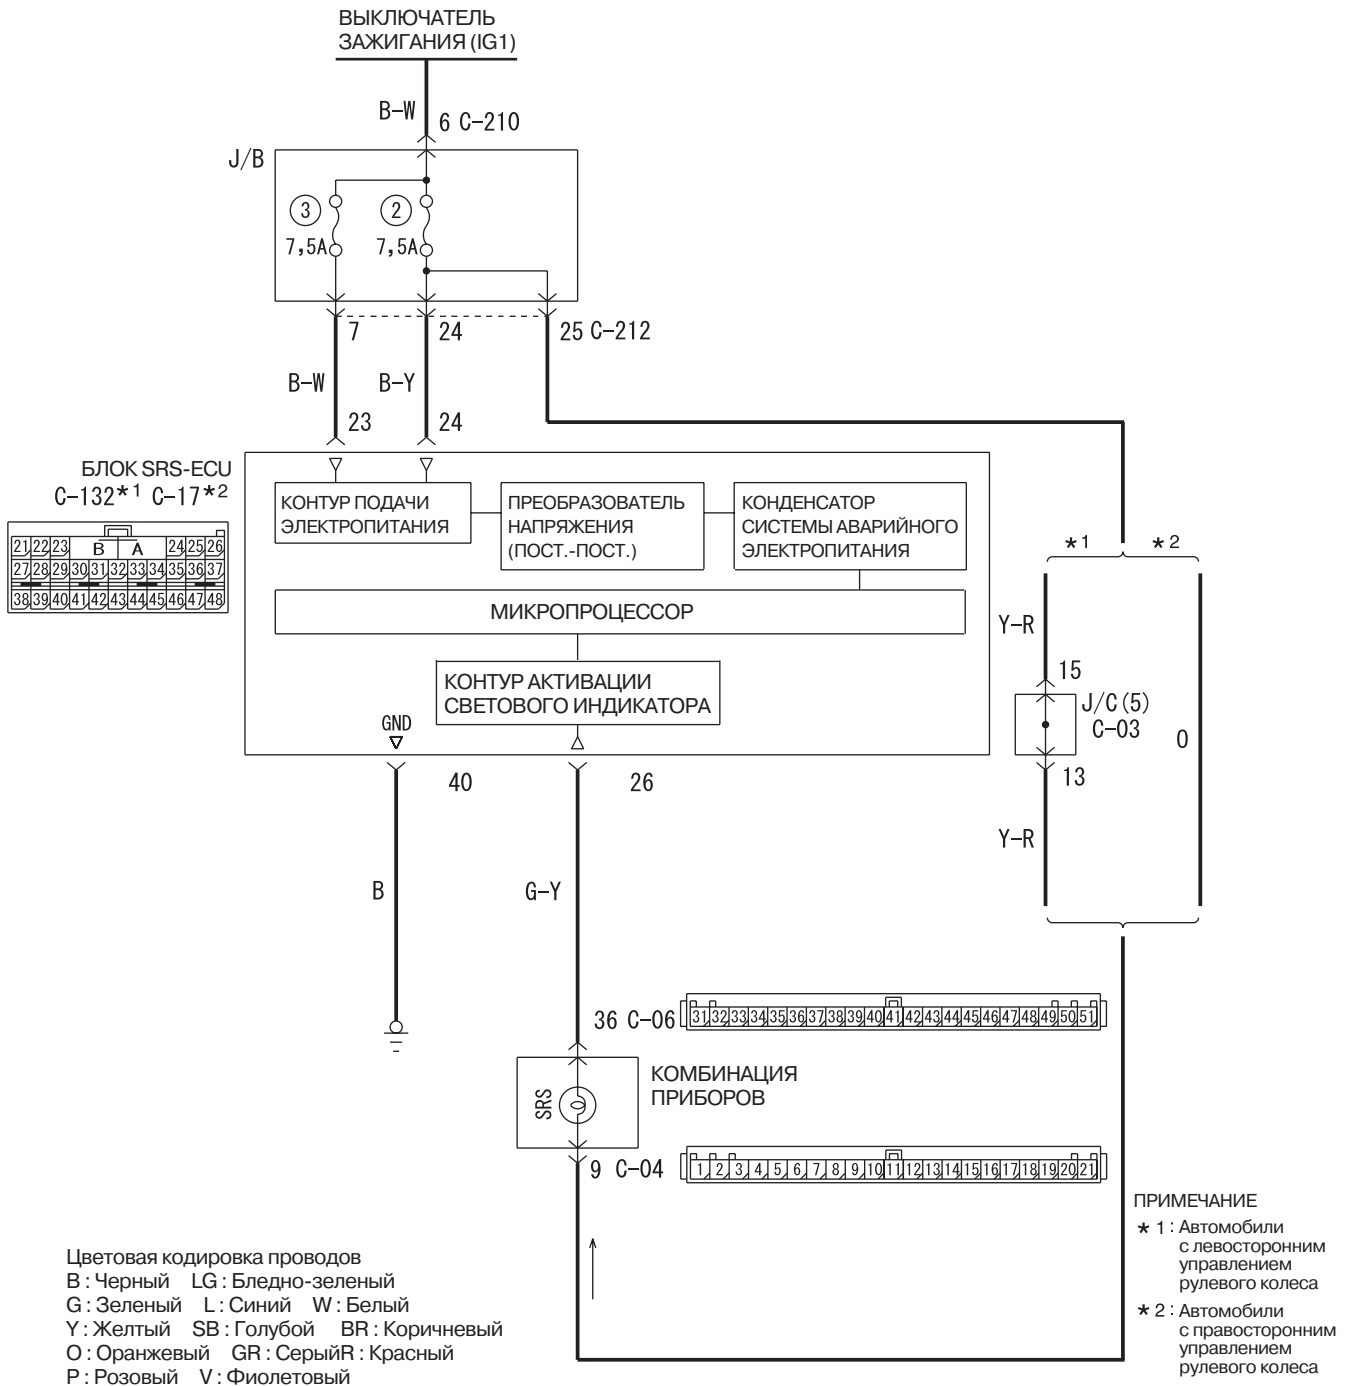 ВЫКЛЮЧАТЕЛЬ
ЗАЖИГАНИЯ (IG1)
B-W
6 C-210
J/B
3
2
7,5A
7,5A
7
24
25 C-212
B-W
B-Y
23
24
БЛОК SRS-ECU
C-132*1 C-17*2
21 22 23 B A 24 25 26
27 28 29 30 31 32 33 34 35 36 37
38 39 40 41 42 43 44 45 46 47 48
КОНТУР ПОДАЧИ
ЭЛЕКТРОПИТАНИЯ
ПРЕОБРАЗОВАТЕЛЬ
НАПРЯЖЕНИЯ
(ПОСТ.-ПОСТ.)
КОНДЕНСАТОР
СИСТЕМЫ АВАРИЙНОГО
ЭЛЕКТРОПИТАНИЯ
МИКРОПРОЦЕССОР
КОНТУР АКТИВАЦИИ
СВЕТОВОГО ИНДИКАТОРА
GND
40
26
*1
*2
Y-R
15
J/C(5)
C-03
O
13
Y-R
B
G-Y
36 C-06
31 32 33 34 35 36 37 38 39 40 41 42 43 44 45 46 47 48 49 50 51
SRS
КОМБИНАЦИЯ
ПРИБОРОВ
9 C-04
1 2 3 4 5 6 7 8 9 10 11 12 13 14 15 16 17 18 19 20 21
ПРИМЕЧАНИЕ
* 1 : Автомобили
с левосторонним
управлением
рулевого колеса
* 2 : Автомобили
с правосторонним
управлением
рулевого колеса
Цветовая кодировка проводов
B : Черный LG : Бледно-зеленый
G : Зеленый L : Синий W : Белый
Y : Желтый SB : Голубой BR : Коричневый
O : Оранжевый GR : СерыйR : Красный
P : Розовый V : Фиолетовый